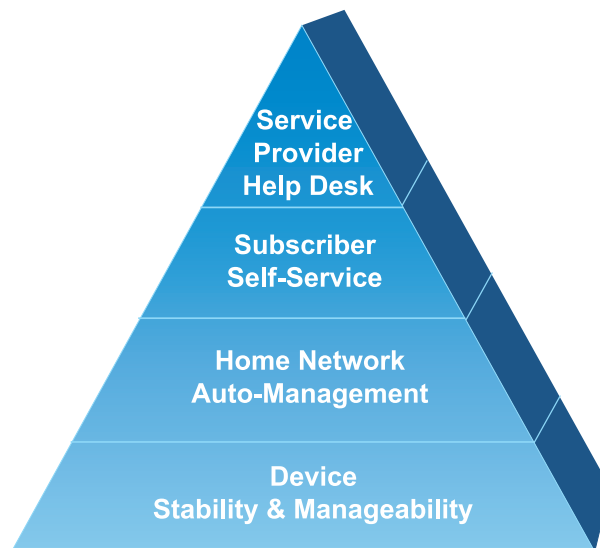 Service
Provider
Help Desk
Subscriber
Self-Service
Home Network
Auto-Management
Device
Stability & Manageability